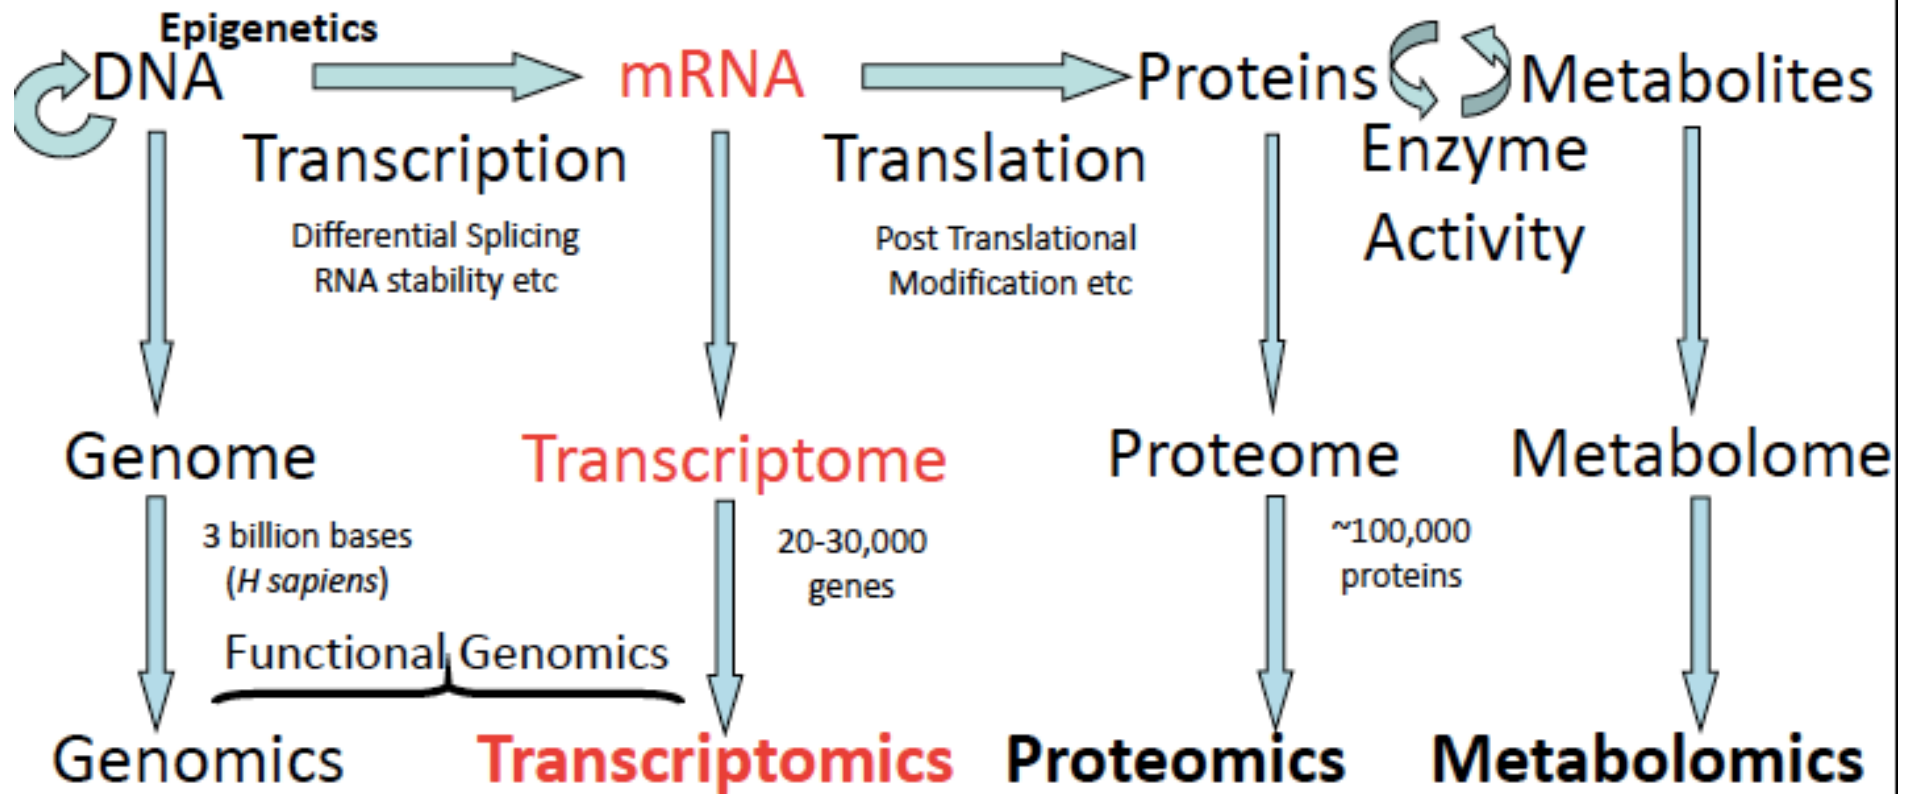 Epigenetics
DNA mRNA Proteins Metabolites
Transcription Translation Enzyme
Activity
Differential Splicing
RNA stability etc
Post Translational
Modification etc
Genome Transcriptome Proteome Metabolome
3 billion bases
(H sapiens)
20-30,000
genes
~100,000
proteins
Functional Genomics
Genomics Transcriptomics Proteomics Metabolomics